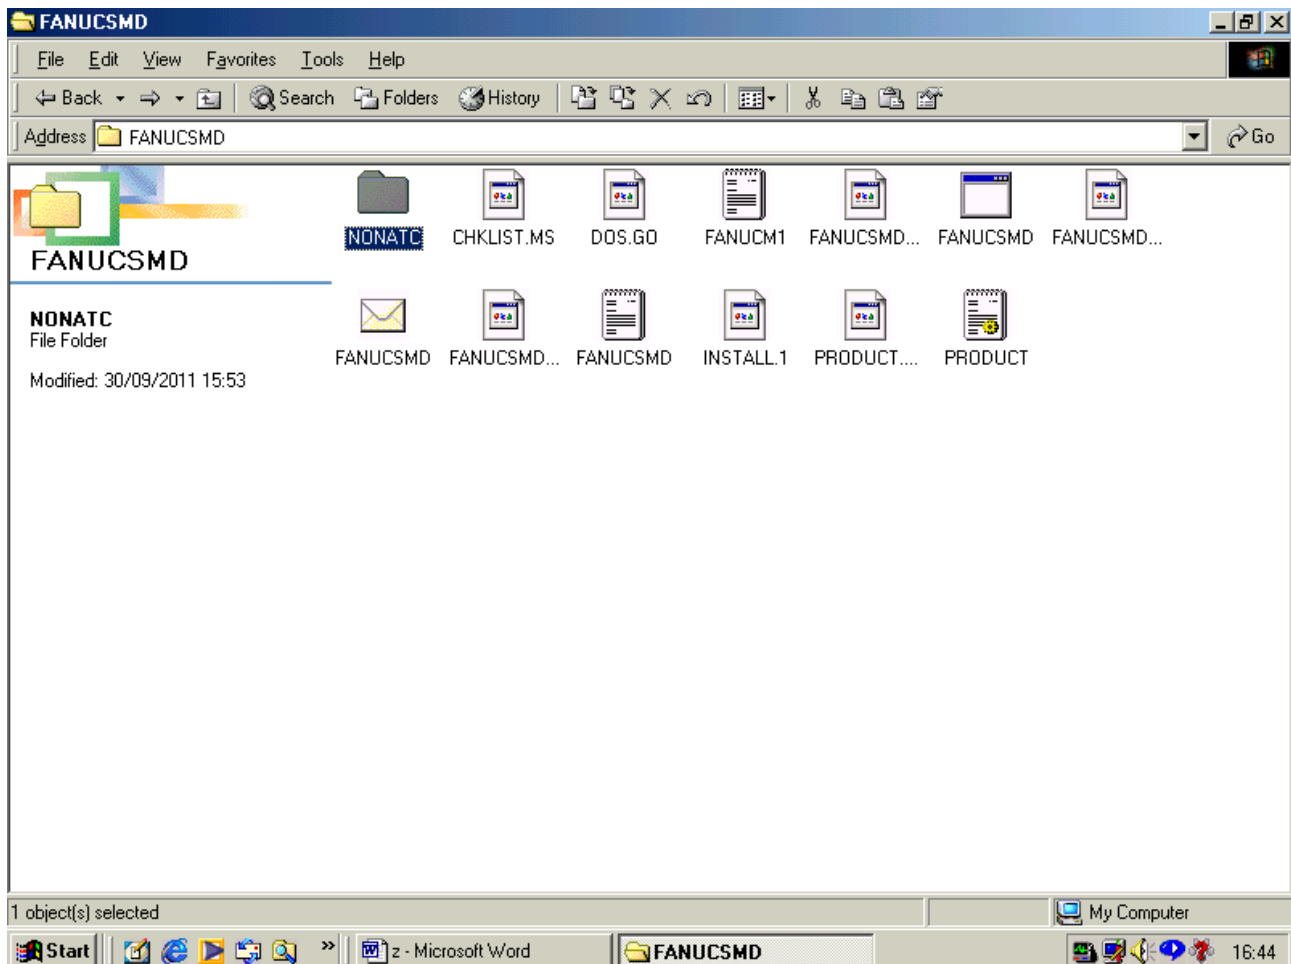 FANUCSMD
File Edit View Favorites Tools Help
Back Search Folders History
Address FANUCSMD Go
FANUCSMD
NONATC
File Folder
Modified: 30/09/2011 15:53
NONATC CHKLIST.MS DOS.GO FANUCM1 FANUCSMD... FANUCSMD FANUCSMD...
FANUCSMD FANUCSMD... FANUCSMD INSTALL.1 PRODUCT.... PRODUCT
1 object(s) selected My Computer
Start » z - Microsoft Word FANUCSMD 16:44